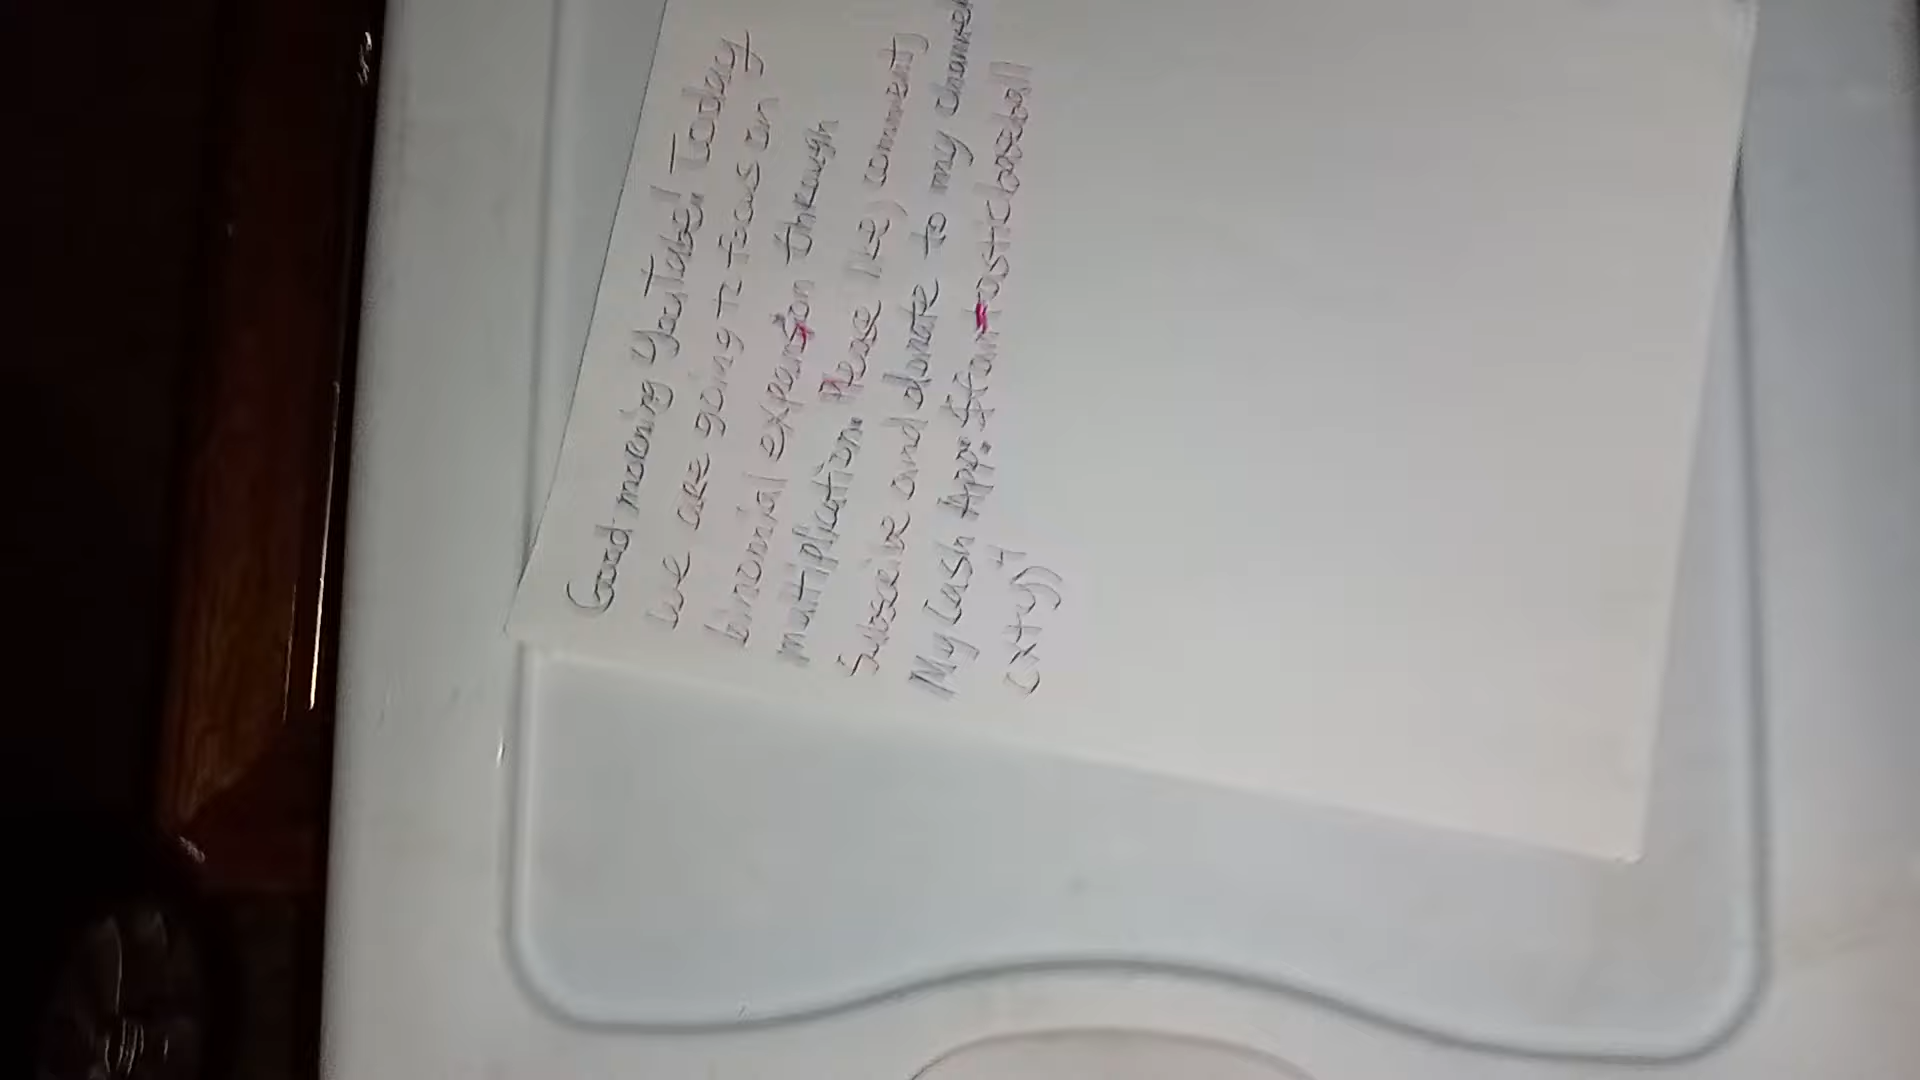 Good morning YouTube! Today
we are going to focus on
binomial expansion through
multiplication. Please like, comment,
subscribe and donate to my channel
My Cash App: $fantasticbaseball
(x+y)⁴